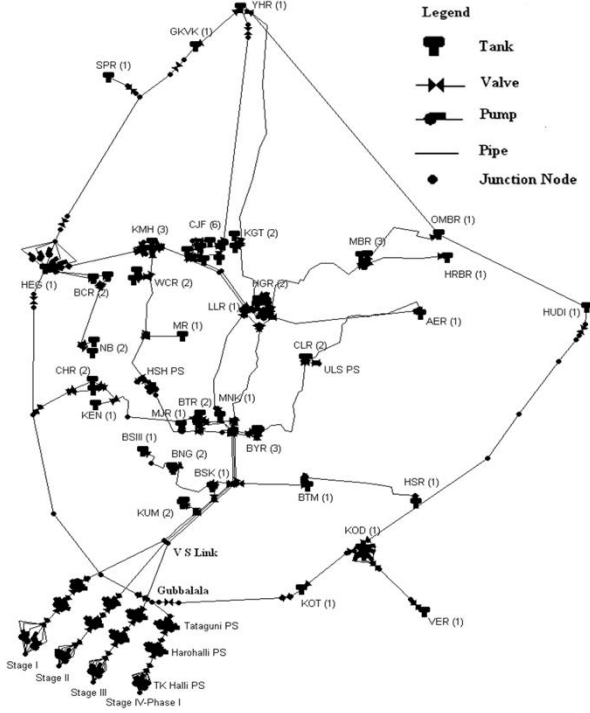 YHR (1)
Legend
GKVK (1)
Tank
SPR (1)
Valve
Pump
Pipe
Junction Node
OMBR (1)
KMH (3)
CJF (6)
KGT (2)
MBR (3)
HRBR (1)
HEG (1)
BCR (2)
WCR (2)
HGR (2)
LLR (1)
HUDI (1)
AER (1)
MR (1)
NB (2)
CLR (2)
ULS PS
CHR (2)
HSH PS
KEN (1)
MJR (1)
BTR (2)
MNK (1)
BSIII (1)
BYR (3)
BNG (2)
BSK (1)
BTM (1)
HSR (1)
KUM (2)
KOD (1)
V S Link
Gubbalala
KOT (1)
VER (1)
Tataguni PS
Harohalli PS
TK Halli PS
Stage I
Stage II
Stage III
Stage IV-Phase I